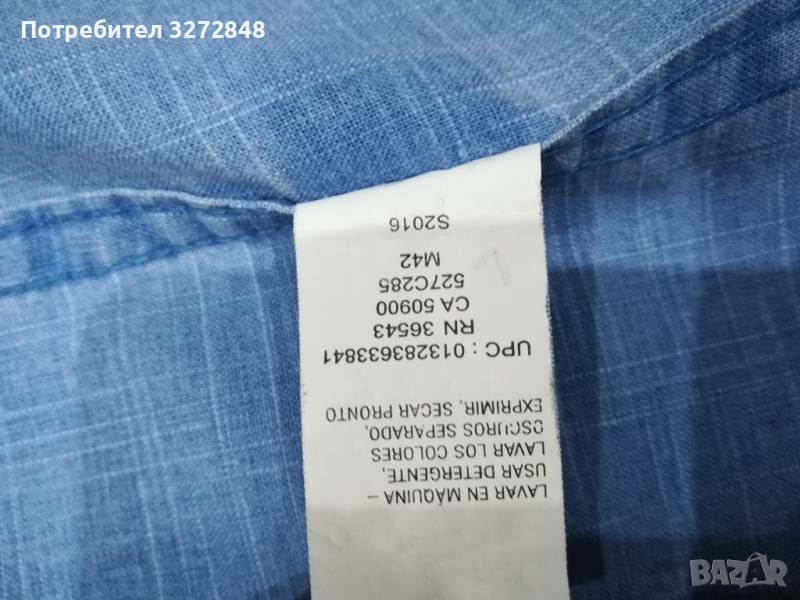 Потребител 3272848
LAVAR EN MÁQUINA –
USAR DETERGENTE,
LAVAR LOS COLORES
OSCUROS SEPARADO,
EXPRIMIR, SECAR PRONTO
UPC : 013283633841
RN 36543
CA 50900
527C285
M42
S2016
BAZAR